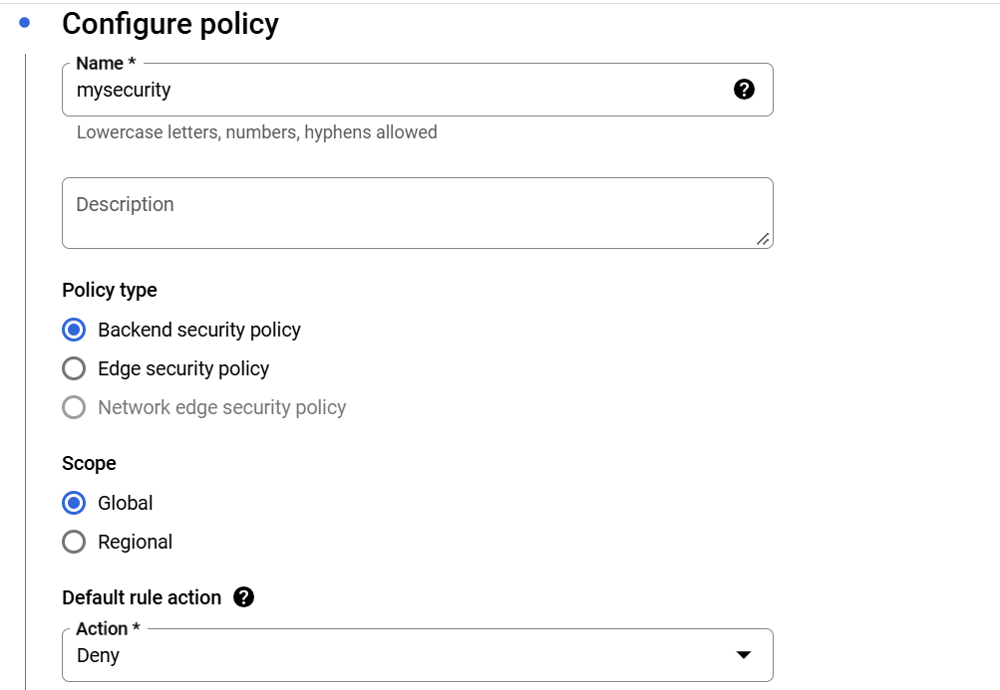 Configure policy
Name *
mysecurity
Lowercase letters, numbers, hyphens allowed
Description
Policy type
Backend security policy
Edge security policy
Network edge security policy
Scope
Global
Regional
Default rule action
Action *
Deny